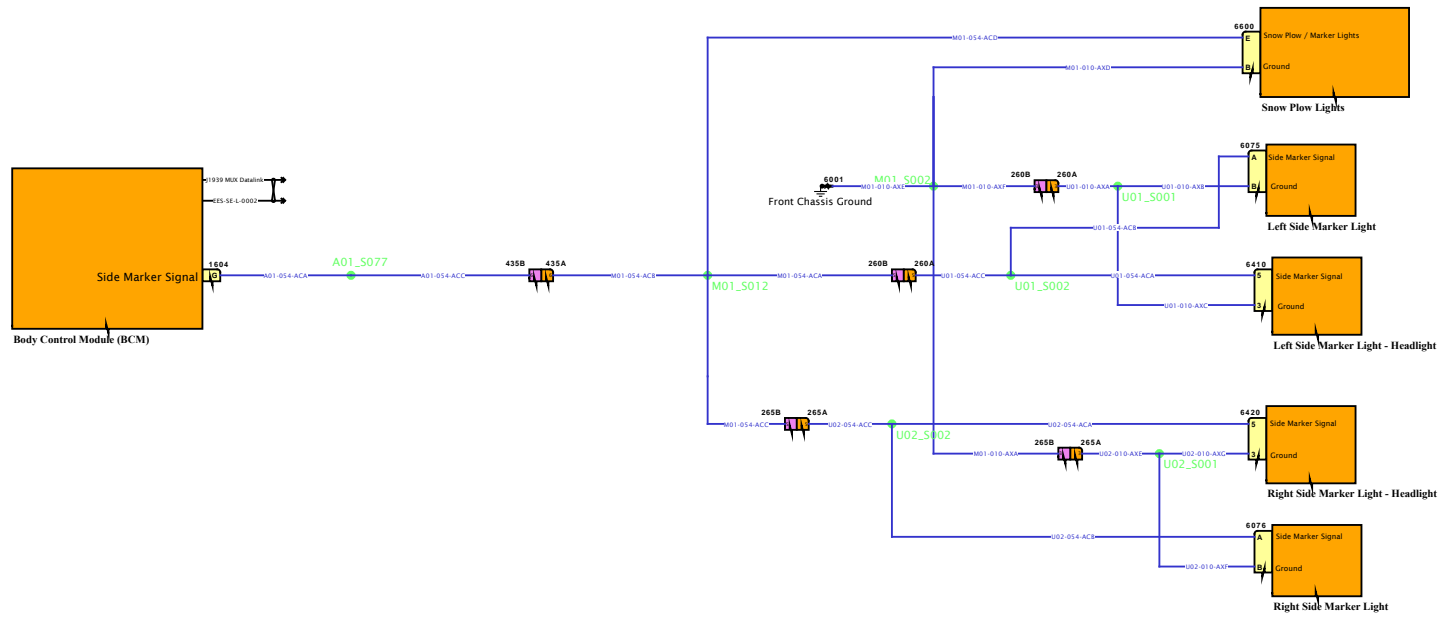 6600
E
Snow Plow / Marker Lights
M01-054-ACD
B
Ground
M01-010-AXD
Snow Plow Lights
6075
A
Side Marker Signal
B
Ground
Left Side Marker Light
J1939 MUX Datalink
EES-SE-L-0002
6001
Front Chassis Ground
M01-010-AXE
M01_S002
M01-010-AXF
260B
260A
U01-010-AXA
U01_S001
U01-010-AXB
U01-054-ACB
Side Marker Signal
1604
G
Body Control Module (BCM)
A01-054-ACA
A01_S077
A01-054-ACC
435B
435A
M01-054-ACB
M01_S012
M01-054-ACA
260B
260A
U01-054-ACC
U01_S002
U01-054-ACA
U01-010-AXC
6410
5
Side Marker Signal
3
Ground
Left Side Marker Light - Headlight
M01-054-ACC
265B
265A
U02-054-ACC
U02_S002
U02-054-ACA
M01-010-AXA
265B
265A
U02-010-AXE
U02_S001
U02-010-AXG
6420
5
Side Marker Signal
3
Ground
Right Side Marker Light - Headlight
U02-054-ACB
U02-010-AXF
6076
A
Side Marker Signal
B
Ground
Right Side Marker Light